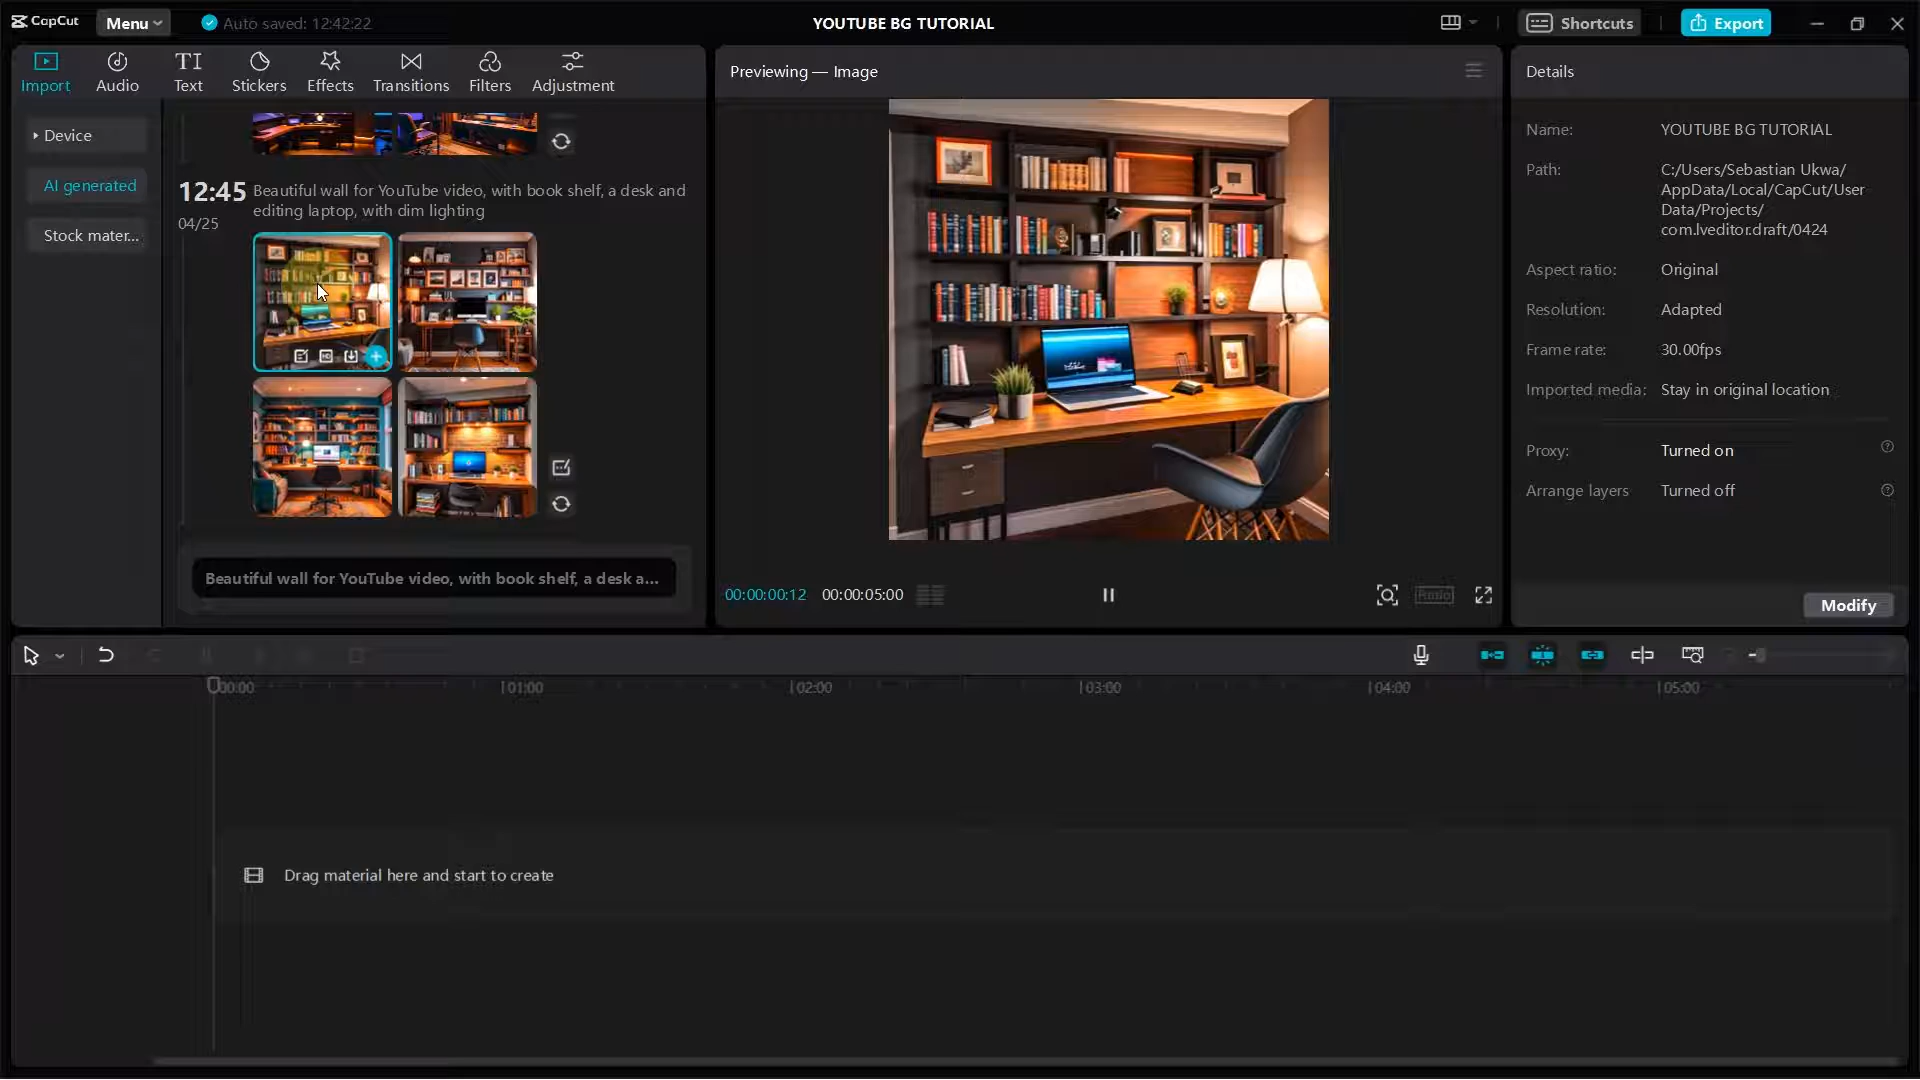 CapCut
Menu
Auto saved: 12:42:22
YOUTUBE BG TUTORIAL
Shortcuts
Export
Import
Audio
TI
Text
Stickers
Effects
Transitions
Filters
Adjustment
Device
AI generated
Stock mater...
12:45
04/25
Beautiful wall for YouTube video, with book shelf, a desk and
editing laptop, with dim lighting
HD
Beautiful wall for YouTube video, with book shelf, a desk a...
Previewing — Image
00:00:00:12
00:00:05:00
Ratio
Details
Name:
YOUTUBE BG TUTORIAL
Path:
C:/Users/Sebastian Ukwa/
AppData/Local/CapCut/User
Data/Projects/
com.lveditor.draft/0424
Aspect ratio:
Original
Resolution:
Adapted
Frame rate:
30.00fps
Imported media:
Stay in original location
Proxy:
Turned on
Arrange layers
Turned off
Modify
00:00
01:00
02:00
03:00
04:00
05:00
Drag material here and start to create